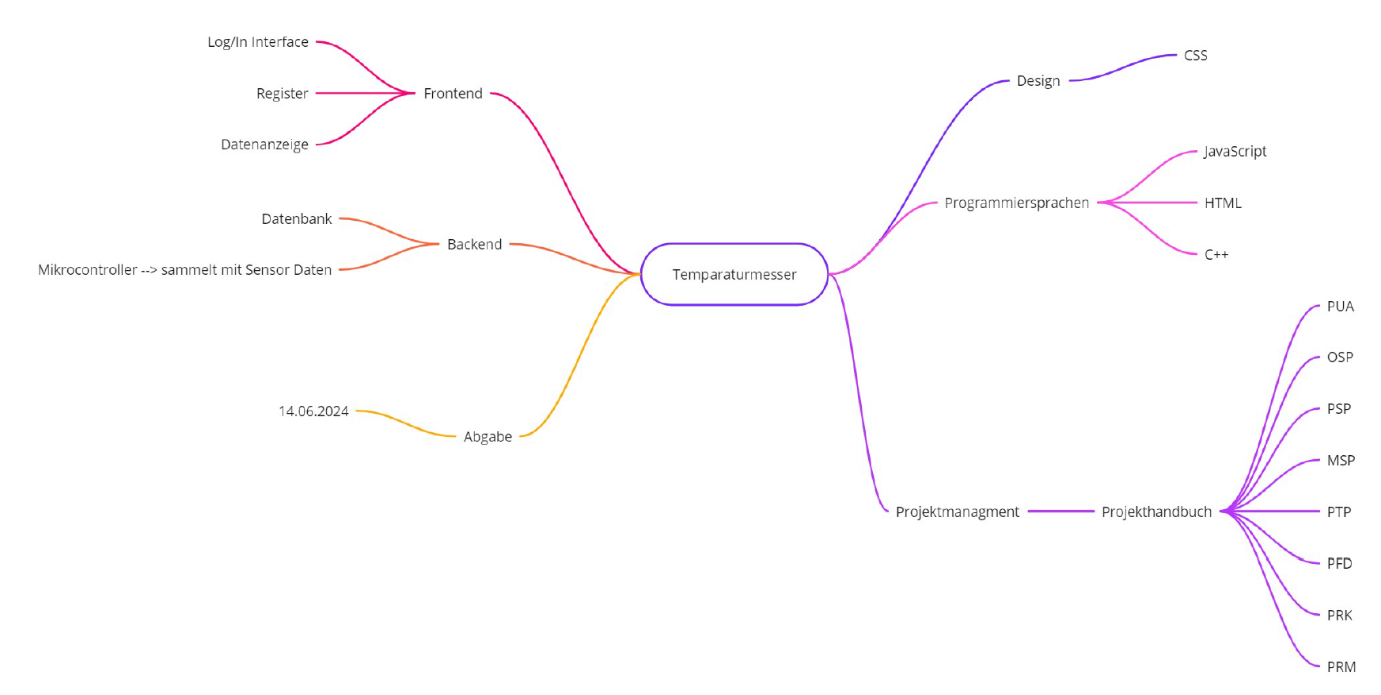 Log/In Interface
Register
Datenanzeige
Frontend
Datenbank
Mikrocontroller --> sammelt mit Sensor Daten
Backend
14.06.2024
Abgabe
Temparaturmesser
Design
CSS
Programmiersprachen
JavaScript
HTML
C++
Projektmanagment
Projekthandbuch
PUA
OSP
PSP
MSP
PTP
PFD
PRK
PRM